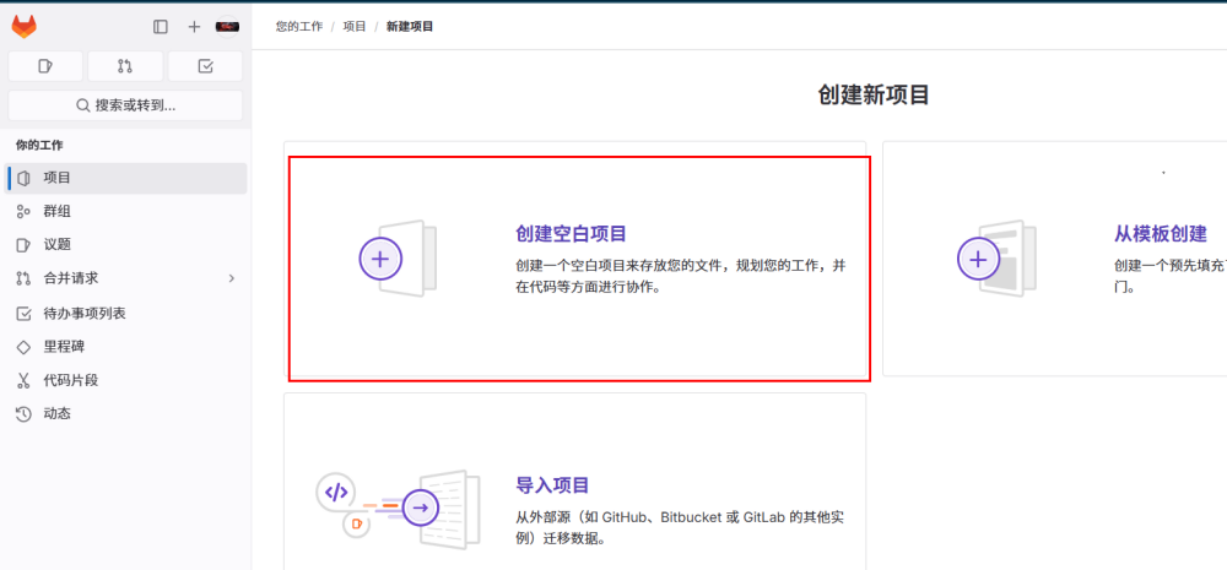 您的工作 / 项目 / 新建项目
搜索或转到...
你的工作
项目
群组
议题
合并请求
待办事项列表
里程碑
代码片段
动态
创建新项目
创建空白项目
创建一个空白项目来存放您的文件，规划您的工作，并
在代码等方面进行协作。
从模板创建
创建一个预先填充
门。
导入项目
从外部源（如 GitHub、Bitbucket 或 GitLab 的其他实
例）迁移数据。